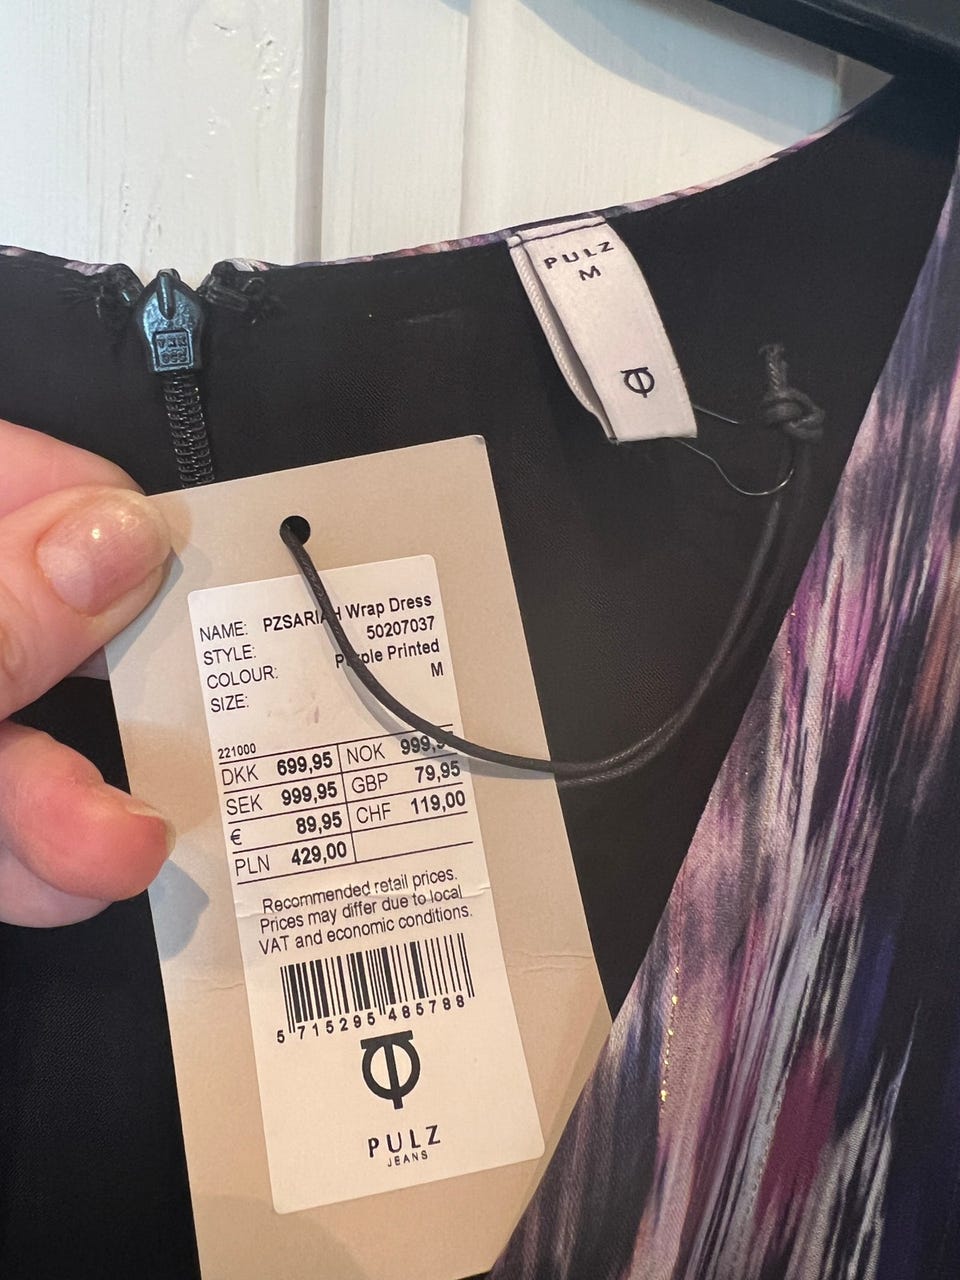 PULZ
M
NAME: PZSARIAH Wrap Dress
STYLE: 50207037
COLOUR: Purple Printed
SIZE: M
221000
DKK 699,95 NOK 999,95
SEK 999,95 GBP 79,95
€ 89,95 CHF 119,00
PLN 429,00
Recommended retail prices.
Prices may differ due to local
VAT and economic conditions.
5 715295 485788
PULZ
JEANS